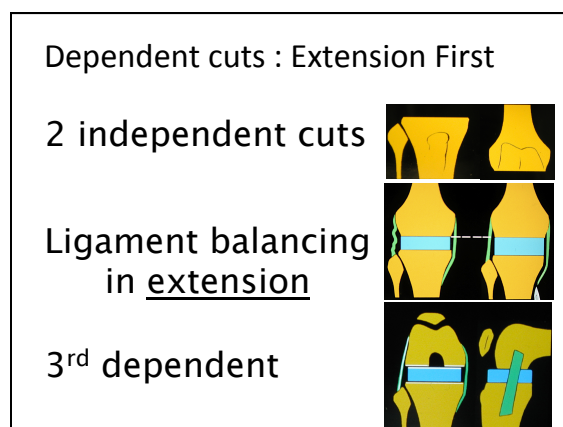 Dependent cuts : Extension First
2 independent cuts
Ligament balancing
in extension
3rd dependent